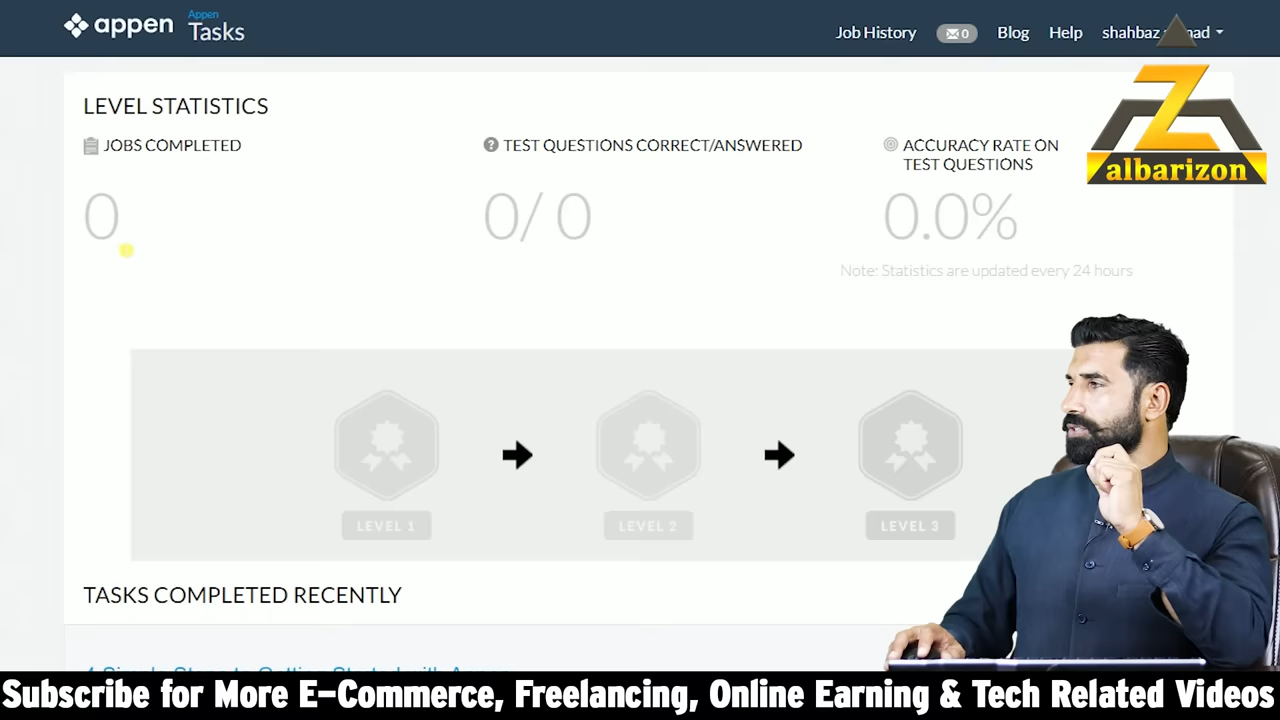 appen
Appen
Tasks
Job History
0
Blog
Help
shahbaz
albarizon
LEVEL STATISTICS
JOBS COMPLETED
TEST QUESTIONS CORRECT/ANSWERED
ACCURACY RATE ON
TEST QUESTIONS
0
0/ 0
0.0%
Note: Statistics are updated every 24 hours
LEVEL 1
LEVEL 2
LEVEL 3
TASKS COMPLETED RECENTLY
Subscribe for More E-Commerce, Freelancing, Online Earning & Tech Related Videos